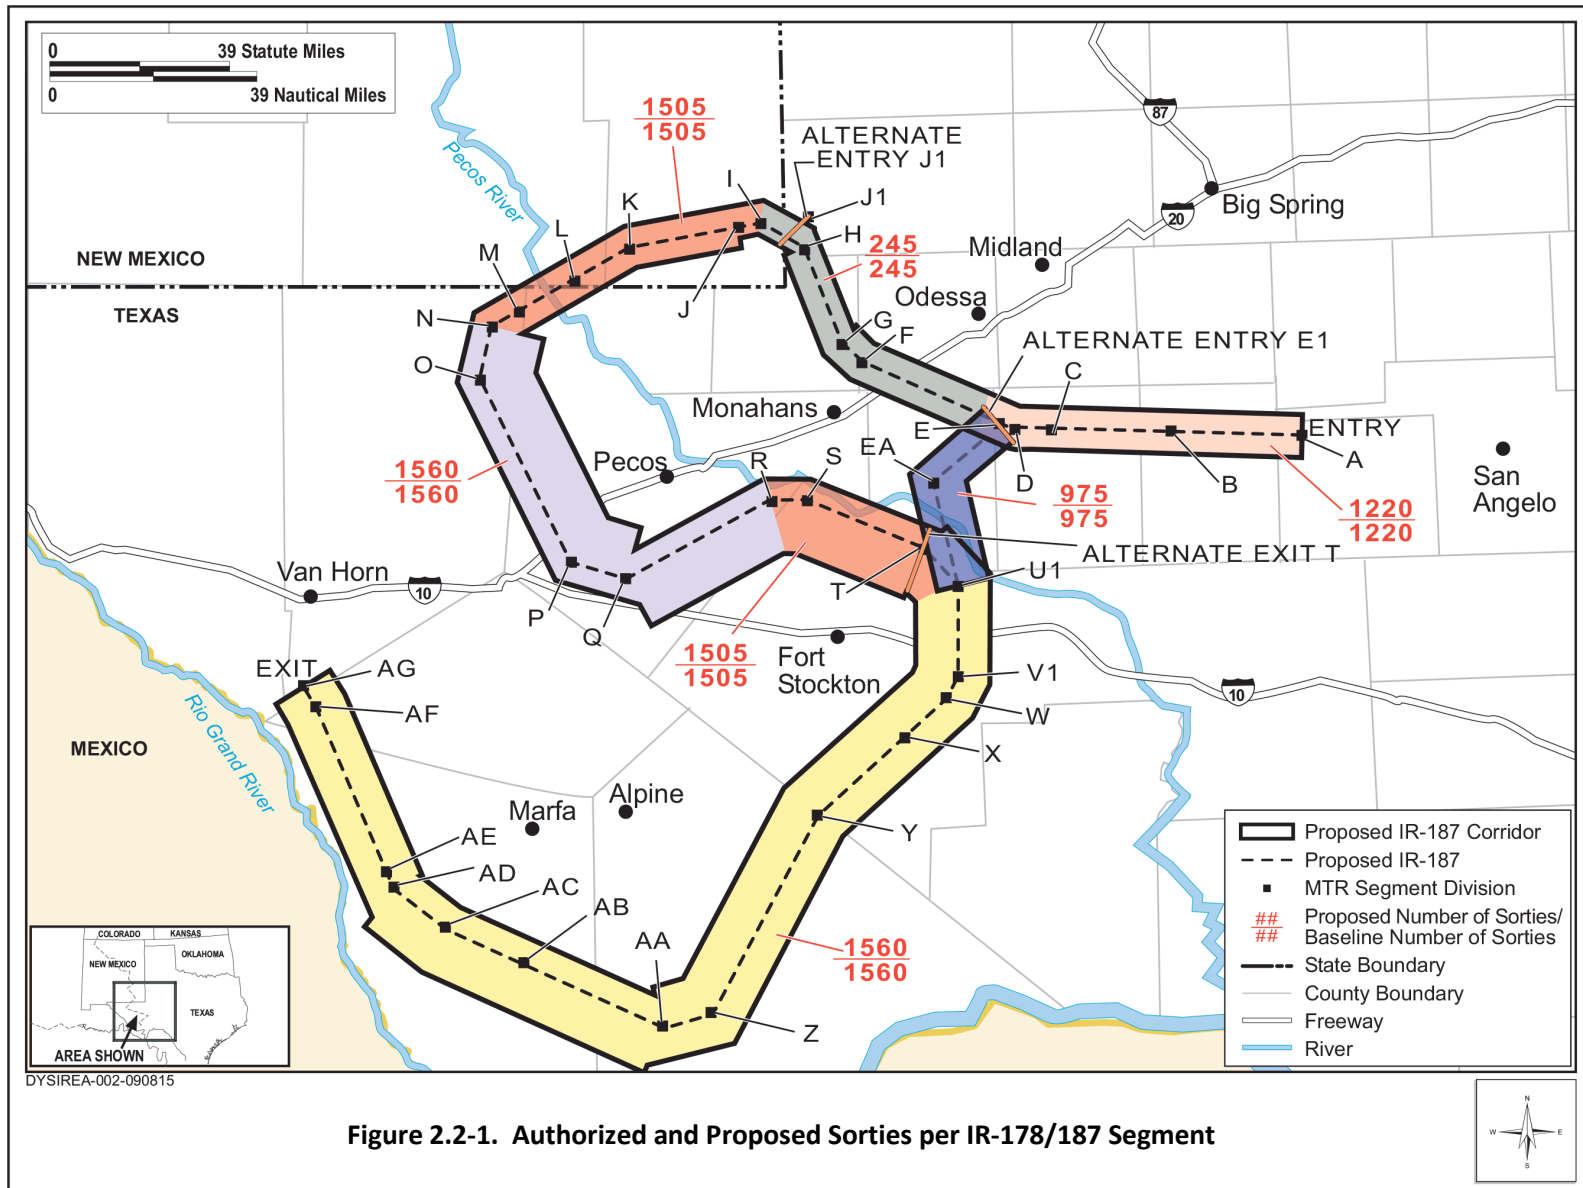 0 39 Statute Miles
0 39 Nautical Miles
1505
1505
ALTERNATE
ENTRY J1
87
Pecos River
I
J1
K
Big Spring
20
L
H
245
245
Midland
M
NEW MEXICO
TEXAS
J
Odessa
N
G
F
ALTERNATE ENTRY E1
O
C
Monahans
E
ENTRY
A
EA
D
B
Pecos
R
S
San
Angelo
1560
1560
975
975
1220
1220
ALTERNATE EXIT T
Van Horn
10
U1
T
P
Q
1505
1505
Fort
Stockton
EXIT
AG
V1
10
AF
W
Rio Grand River
MEXICO
X
Alpine
Marfa
Y
AE
AD
AC
AB
AA
1560
1560
Z
Proposed IR-187 Corridor
Proposed IR-187
MTR Segment Division
##
##
Proposed Number of Sorties/
Baseline Number of Sorties
State Boundary
County Boundary
Freeway
River
COLORADO
KANSAS
NEW MEXICO
OKLAHOMA
TEXAS
AREA SHOWN
DYSIREA-002-090815
N
W
E
S
Figure 2.2-1. Authorized and Proposed Sorties per IR-178/187 Segment